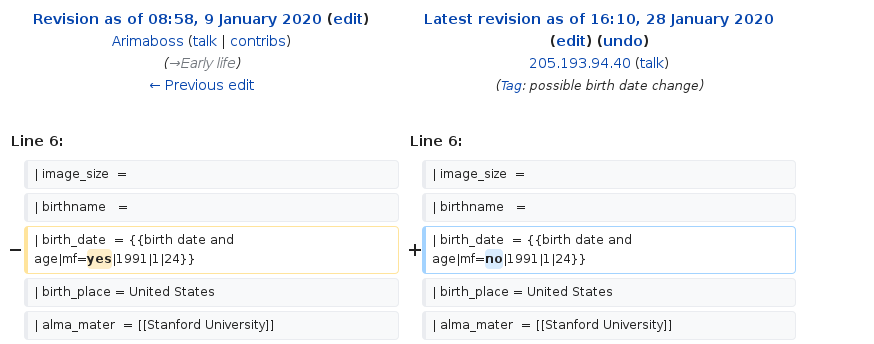 Revision as of 08:58, 9 January 2020 (edit)
Arimaboss (talk | contribs)
(→Early life)
← Previous edit
Latest revision as of 16:10, 28 January 2020
(edit) (undo)
205.193.94.40 (talk)
(Tag: possible birth date change)
Line 6:
Line 6:
| image_size  =
| image_size  =
| birthname   =
| birthname   =
− | birth_date  = {{birth date and
age|mf=yes|1991|1|24}}
+ | birth_date  = {{birth date and
age|mf=no|1991|1|24}}
| birth_place = United States
| birth_place = United States
| alma_mater  = [[Stanford University]]
| alma_mater  = [[Stanford University]]